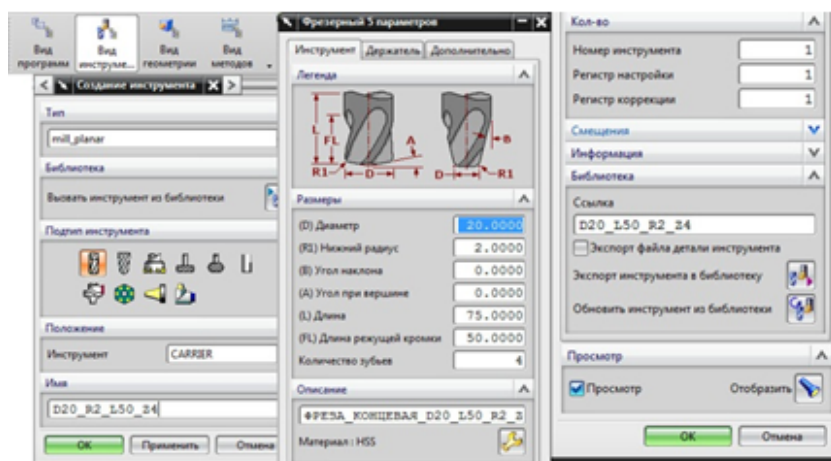 Вид программ
Вид инструме...
Вид геометрии
Вид методов
Создание инструмента
Тип
mill_planar
Библиотека
Вызвать инструмент из библиотеки
Подтип инструмента
Положение
Инструмент
CARRIER
Имя
D20_R2_L50_Z4
OK
Применить
Отмена
Фрезерный 5 параметров
Инструмент
Держатель
Дополнительно
Легенда
L
FL
A
B
R1
D
D
R1
Размеры
(D) Диаметр
20.0000
(R1) Нижний радиус
2.0000
(B) Угол наклона
0.0000
(A) Угол при вершине
0.0000
(L) Длина
75.0000
(FL) Длина режущей кромки
50.0000
Количество зубьев
4
Описание
ФРЕЗА_КОНЦЕВАЯ_D20_L50_R2_Z
Материал : HSS
Кол-во
Номер инструмента
1
Регистр настройки
1
Регистр коррекции
1
Смещения
Информация
Библиотека
Ссылка
D20_L50_R2_Z4
Экспорт файла детали инструмента
Экспорт инструмента в библиотеку
Обновить инструмент из библиотеки
Просмотр
Просмотр
Отобразить
OK
Отмена